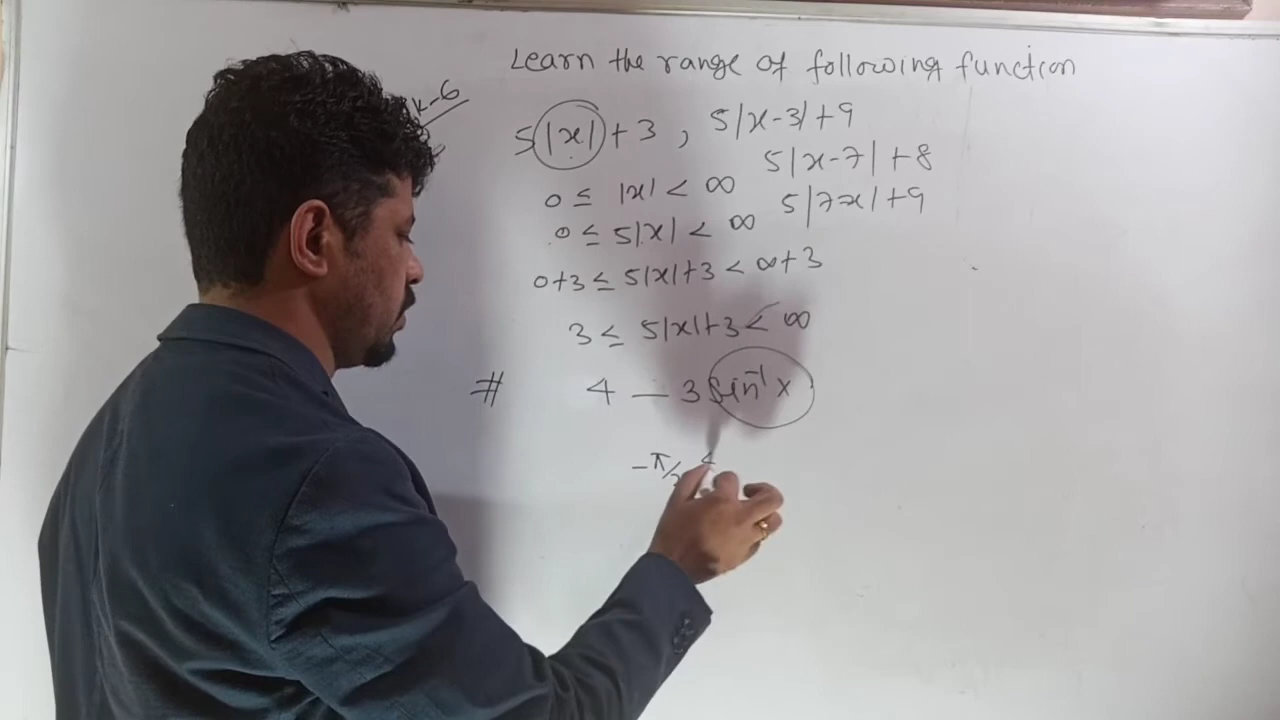 Learn the range of following function
k-6
5|x|+3 , 5|x-3|+9
5|x-7|+8
0 ≤ |x| < ∞ 5|7x|+9
0 ≤ 5|x| < ∞
0+3 ≤ 5|x|+3 < ∞+3
3 ≤ 5|x|+3 < ∞
# 4 — 3 sin⁻¹ x
-π/2 ≤